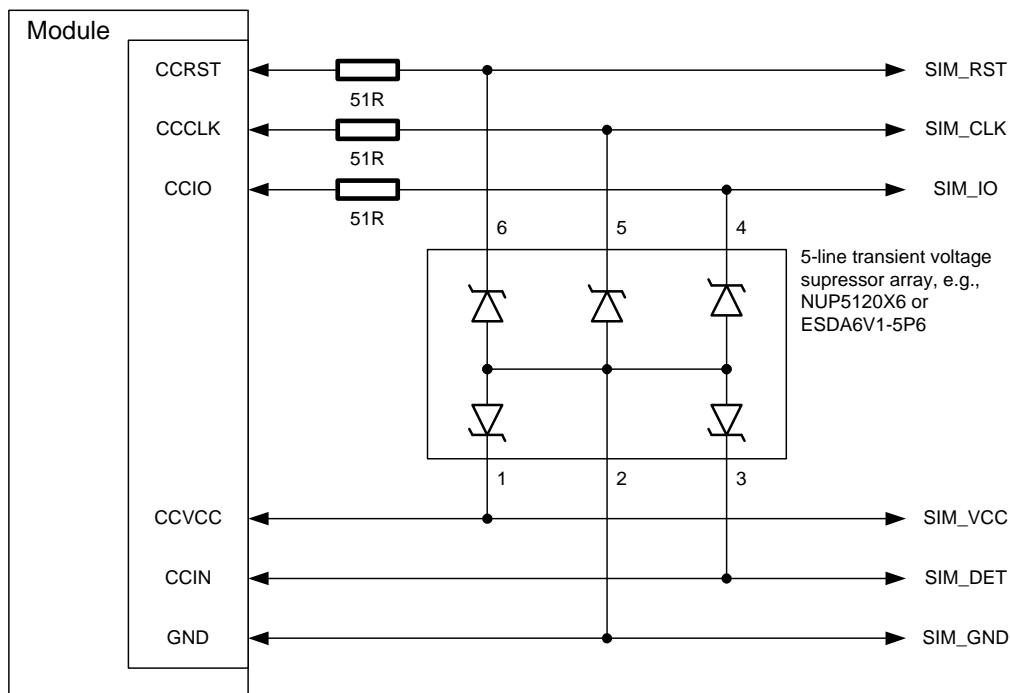 Module
CCRST
51R
SIM_RST
CCCLK
51R
SIM_CLK
CCIO
51R
SIM_IO
6
5
4
5-line transient voltage
supressor array, e.g.,
NUP5120X6 or
ESDA6V1-5P6
1
2
3
CCVCC
SIM_VCC
CCIN
SIM_DET
GND
SIM_GND